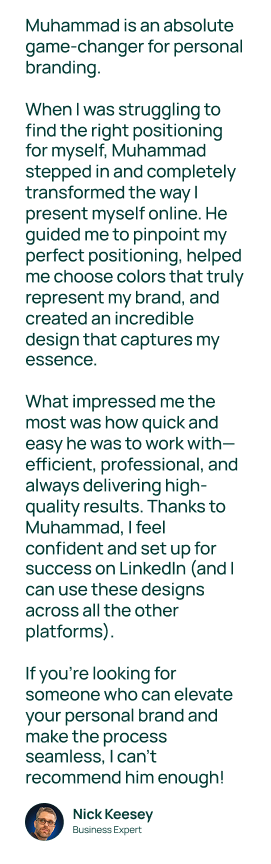 Muhammad is an absolute
game-changer for personal
branding.
When I was struggling to
find the right positioning
for myself, Muhammad
stepped in and completely
transformed the way I
present myself online. He
guided me to pinpoint my
perfect positioning, helped
me choose colors that truly
represent my brand, and
created an incredible
design that captures my
essence.
What impressed me the
most was how quick and
easy he was to work with—
efficient, professional, and
always delivering high-
quality results. Thanks to
Muhammad, I feel
confident and set up for
success on LinkedIn (and I
can use these designs
across all the other
platforms).
If you're looking for
someone who can elevate
your personal brand and
make the process
seamless, I can't
recommend him enough!
Nick Keesey
Business Expert